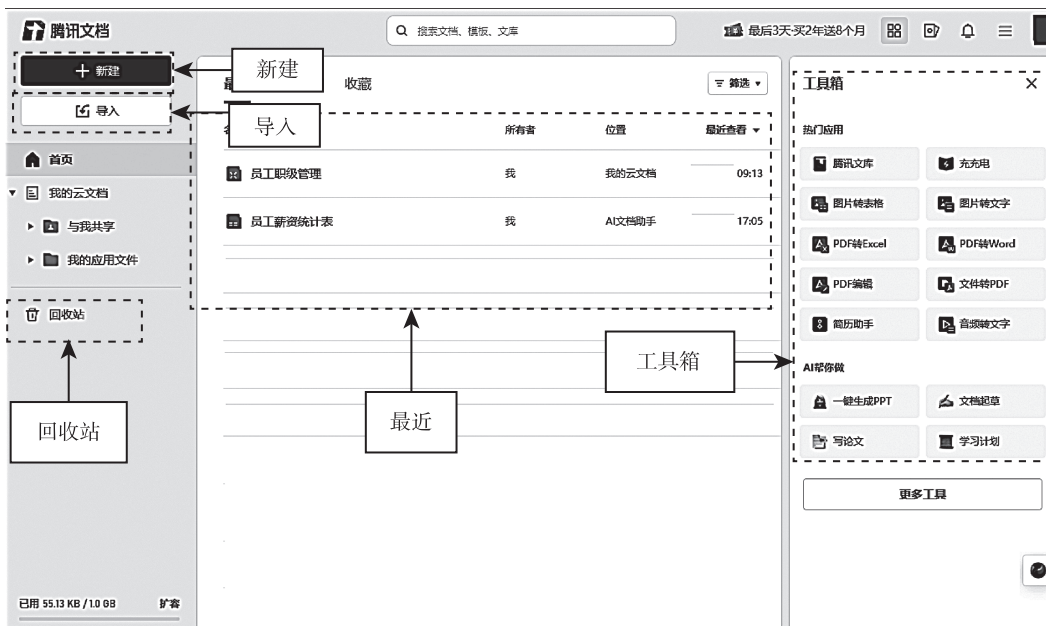 腾讯文档
搜索文档、模板、文库
最后3天·买2年送8个月
新建
新建
收藏
筛选
工具箱
导入
导入
所有者
位置
最近查看
热门应用
首页
员工职级管理
我
我的云文档
09:13
腾讯文库
充充电
我的云文档
图片转表格
图片转文字
与我共享
员工薪资统计表
我
AI文档助手
17:05
PDF转Excel
PDF转Word
我的应用文件
PDF编辑
文件转PDF
回收站
简历助手
音频转文字
工具箱
AI帮你做
回收站
最近
一键生成PPT
文档起草
写论文
学习计划
更多工具
已用 55.13 KB / 1.0 GB
扩容